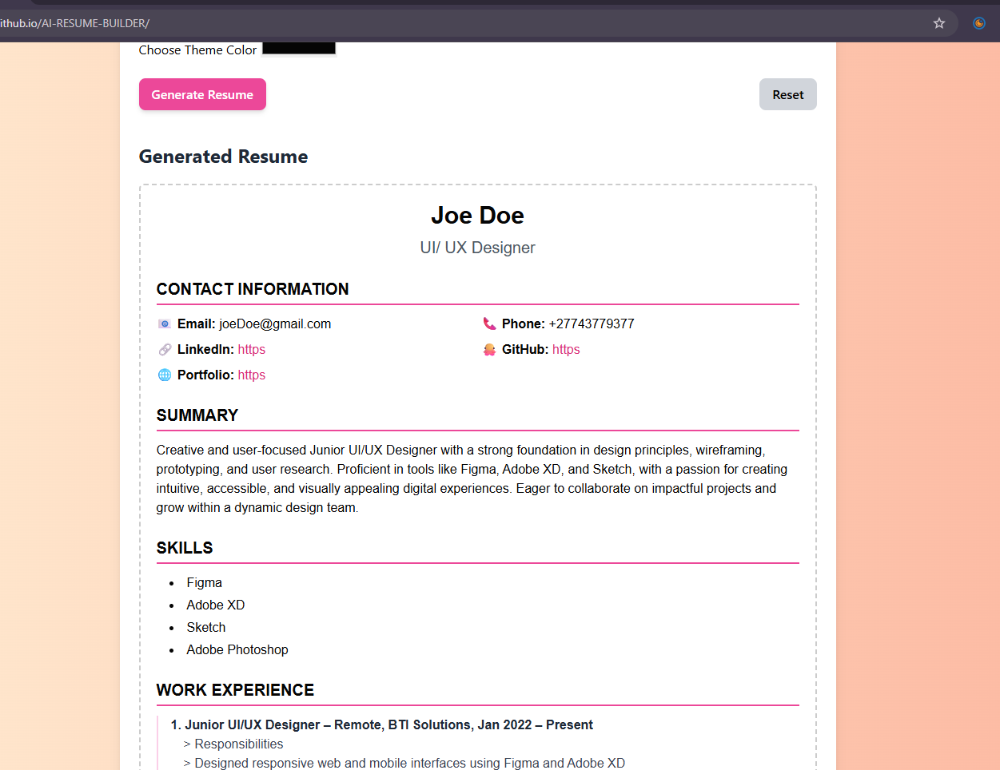 ithub.io/AI-RESUME-BUILDER/
Choose Theme Color
Generate Resume
Reset
Generated Resume
Joe Doe
UI/ UX Designer
CONTACT INFORMATION
Email: joeDoe@gmail.com
Phone: +27743779377
LinkedIn: https
GitHub: https
Portfolio: https
SUMMARY
Creative and user-focused Junior UI/UX Designer with a strong foundation in design principles, wireframing,
prototyping, and user research. Proficient in tools like Figma, Adobe XD, and Sketch, with a passion for creating
intuitive, accessible, and visually appealing digital experiences. Eager to collaborate on impactful projects and
grow within a dynamic design team.
SKILLS
• Figma
• Adobe XD
• Sketch
• Adobe Photoshop
WORK EXPERIENCE
1. Junior UI/UX Designer – Remote, BTI Solutions, Jan 2022 – Present
> Responsibilities
> Designed responsive web and mobile interfaces using Figma and Adobe XD